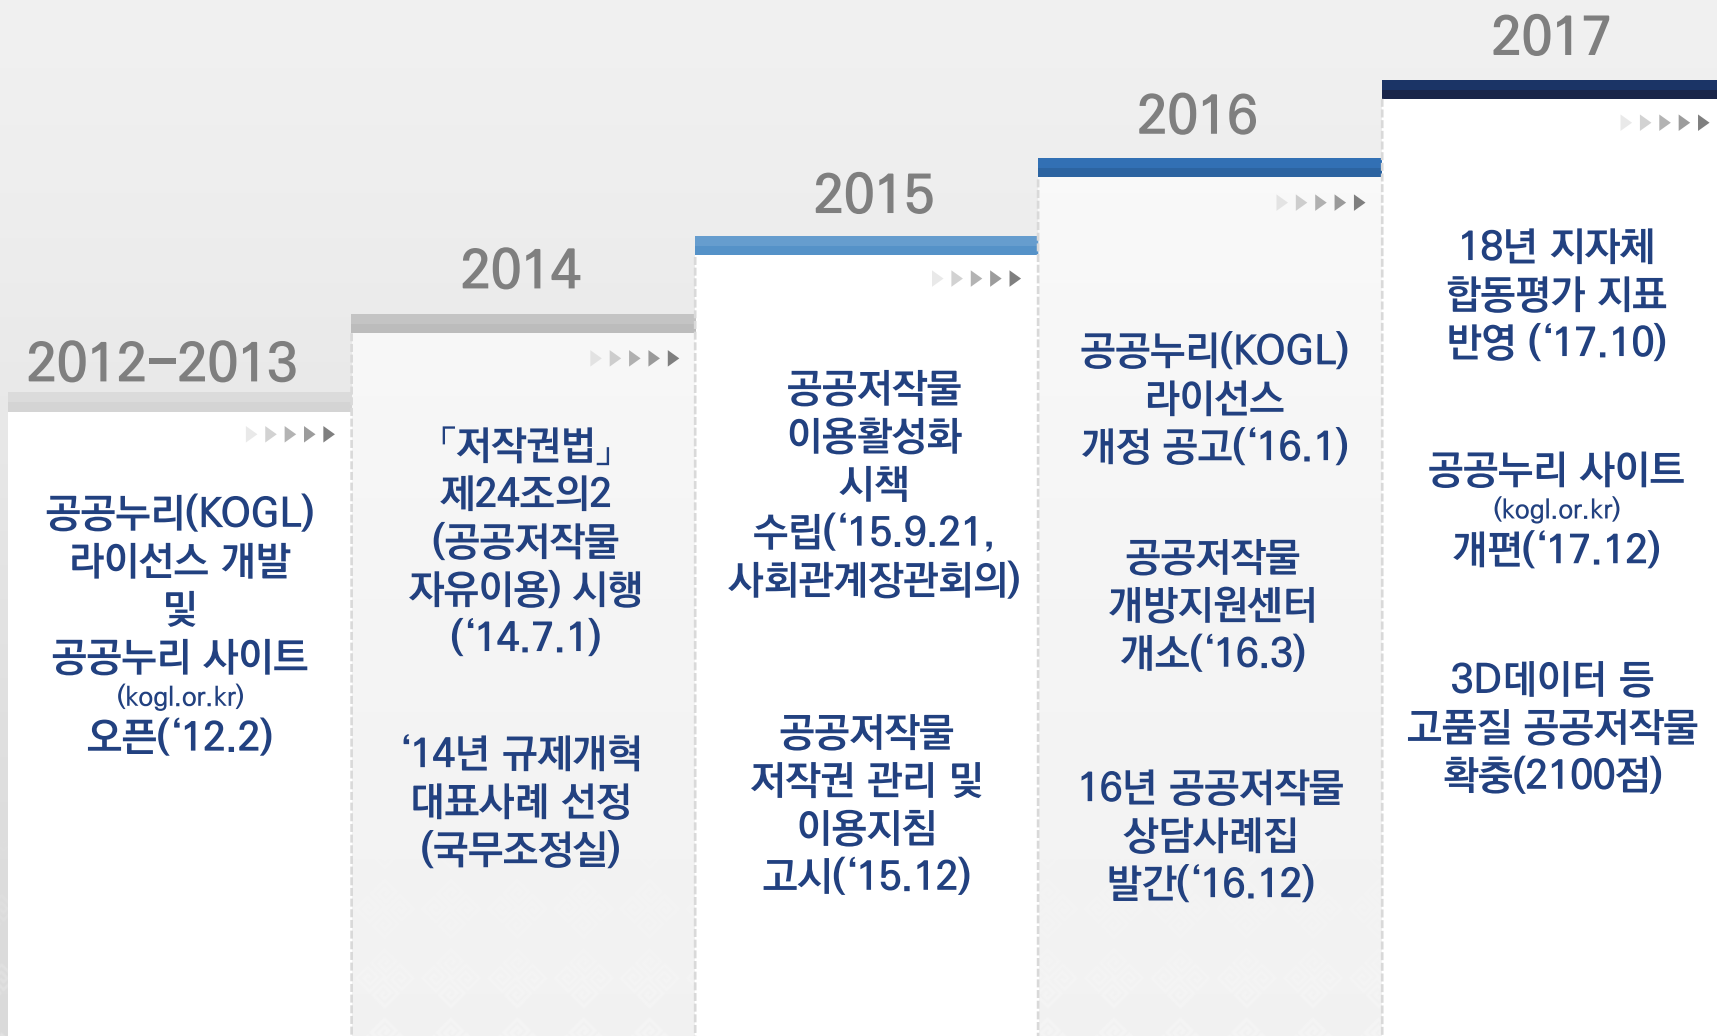 2012-2013
공공누리(KOGL)
라이선스 개발
및
공공누리 사이트
(kogl.or.kr)
오픈(‘12.2)
2014
「저작권법」
제24조의2
(공공저작물
자유이용) 시행
(‘14.7.1)
‘14년 규제개혁
대표사례 선정
(국무조정실)
2015
공공저작물
이용활성화
시책
수립(‘15.9.21,
사회관계장관회의)
공공저작물
저작권 관리 및
이용지침
고시(‘15.12)
2016
공공누리(KOGL)
라이선스
개정 공고(‘16.1)
공공저작물
개방지원센터
개소(‘16.3)
16년 공공저작물
상담사례집
발간(‘16.12)
2017
18년 지자체
합동평가 지표
반영 (‘17.10)
공공누리 사이트
(kogl.or.kr)
개편(‘17.12)
3D데이터 등
고품질 공공저작물
확충(2100점)